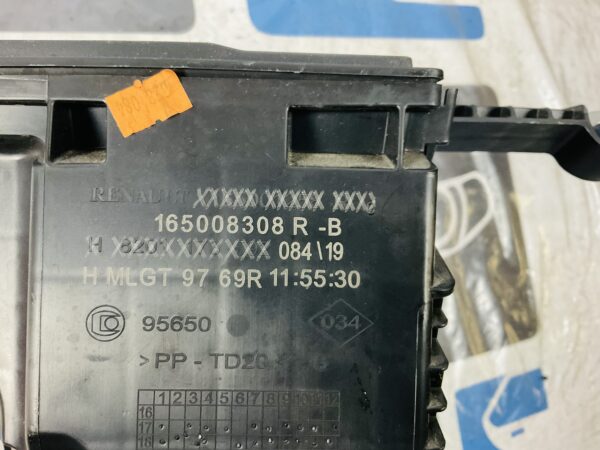 RENAULT XXXXX XXXXX XXX
165008308 R -B
H 8201XXXXXXX 084\19
H MLGT 97 69R 11:55:30
95650
034
>PP - TD20
1 2 3 4 5 6 7 8 9 10 11 12
16
17
18